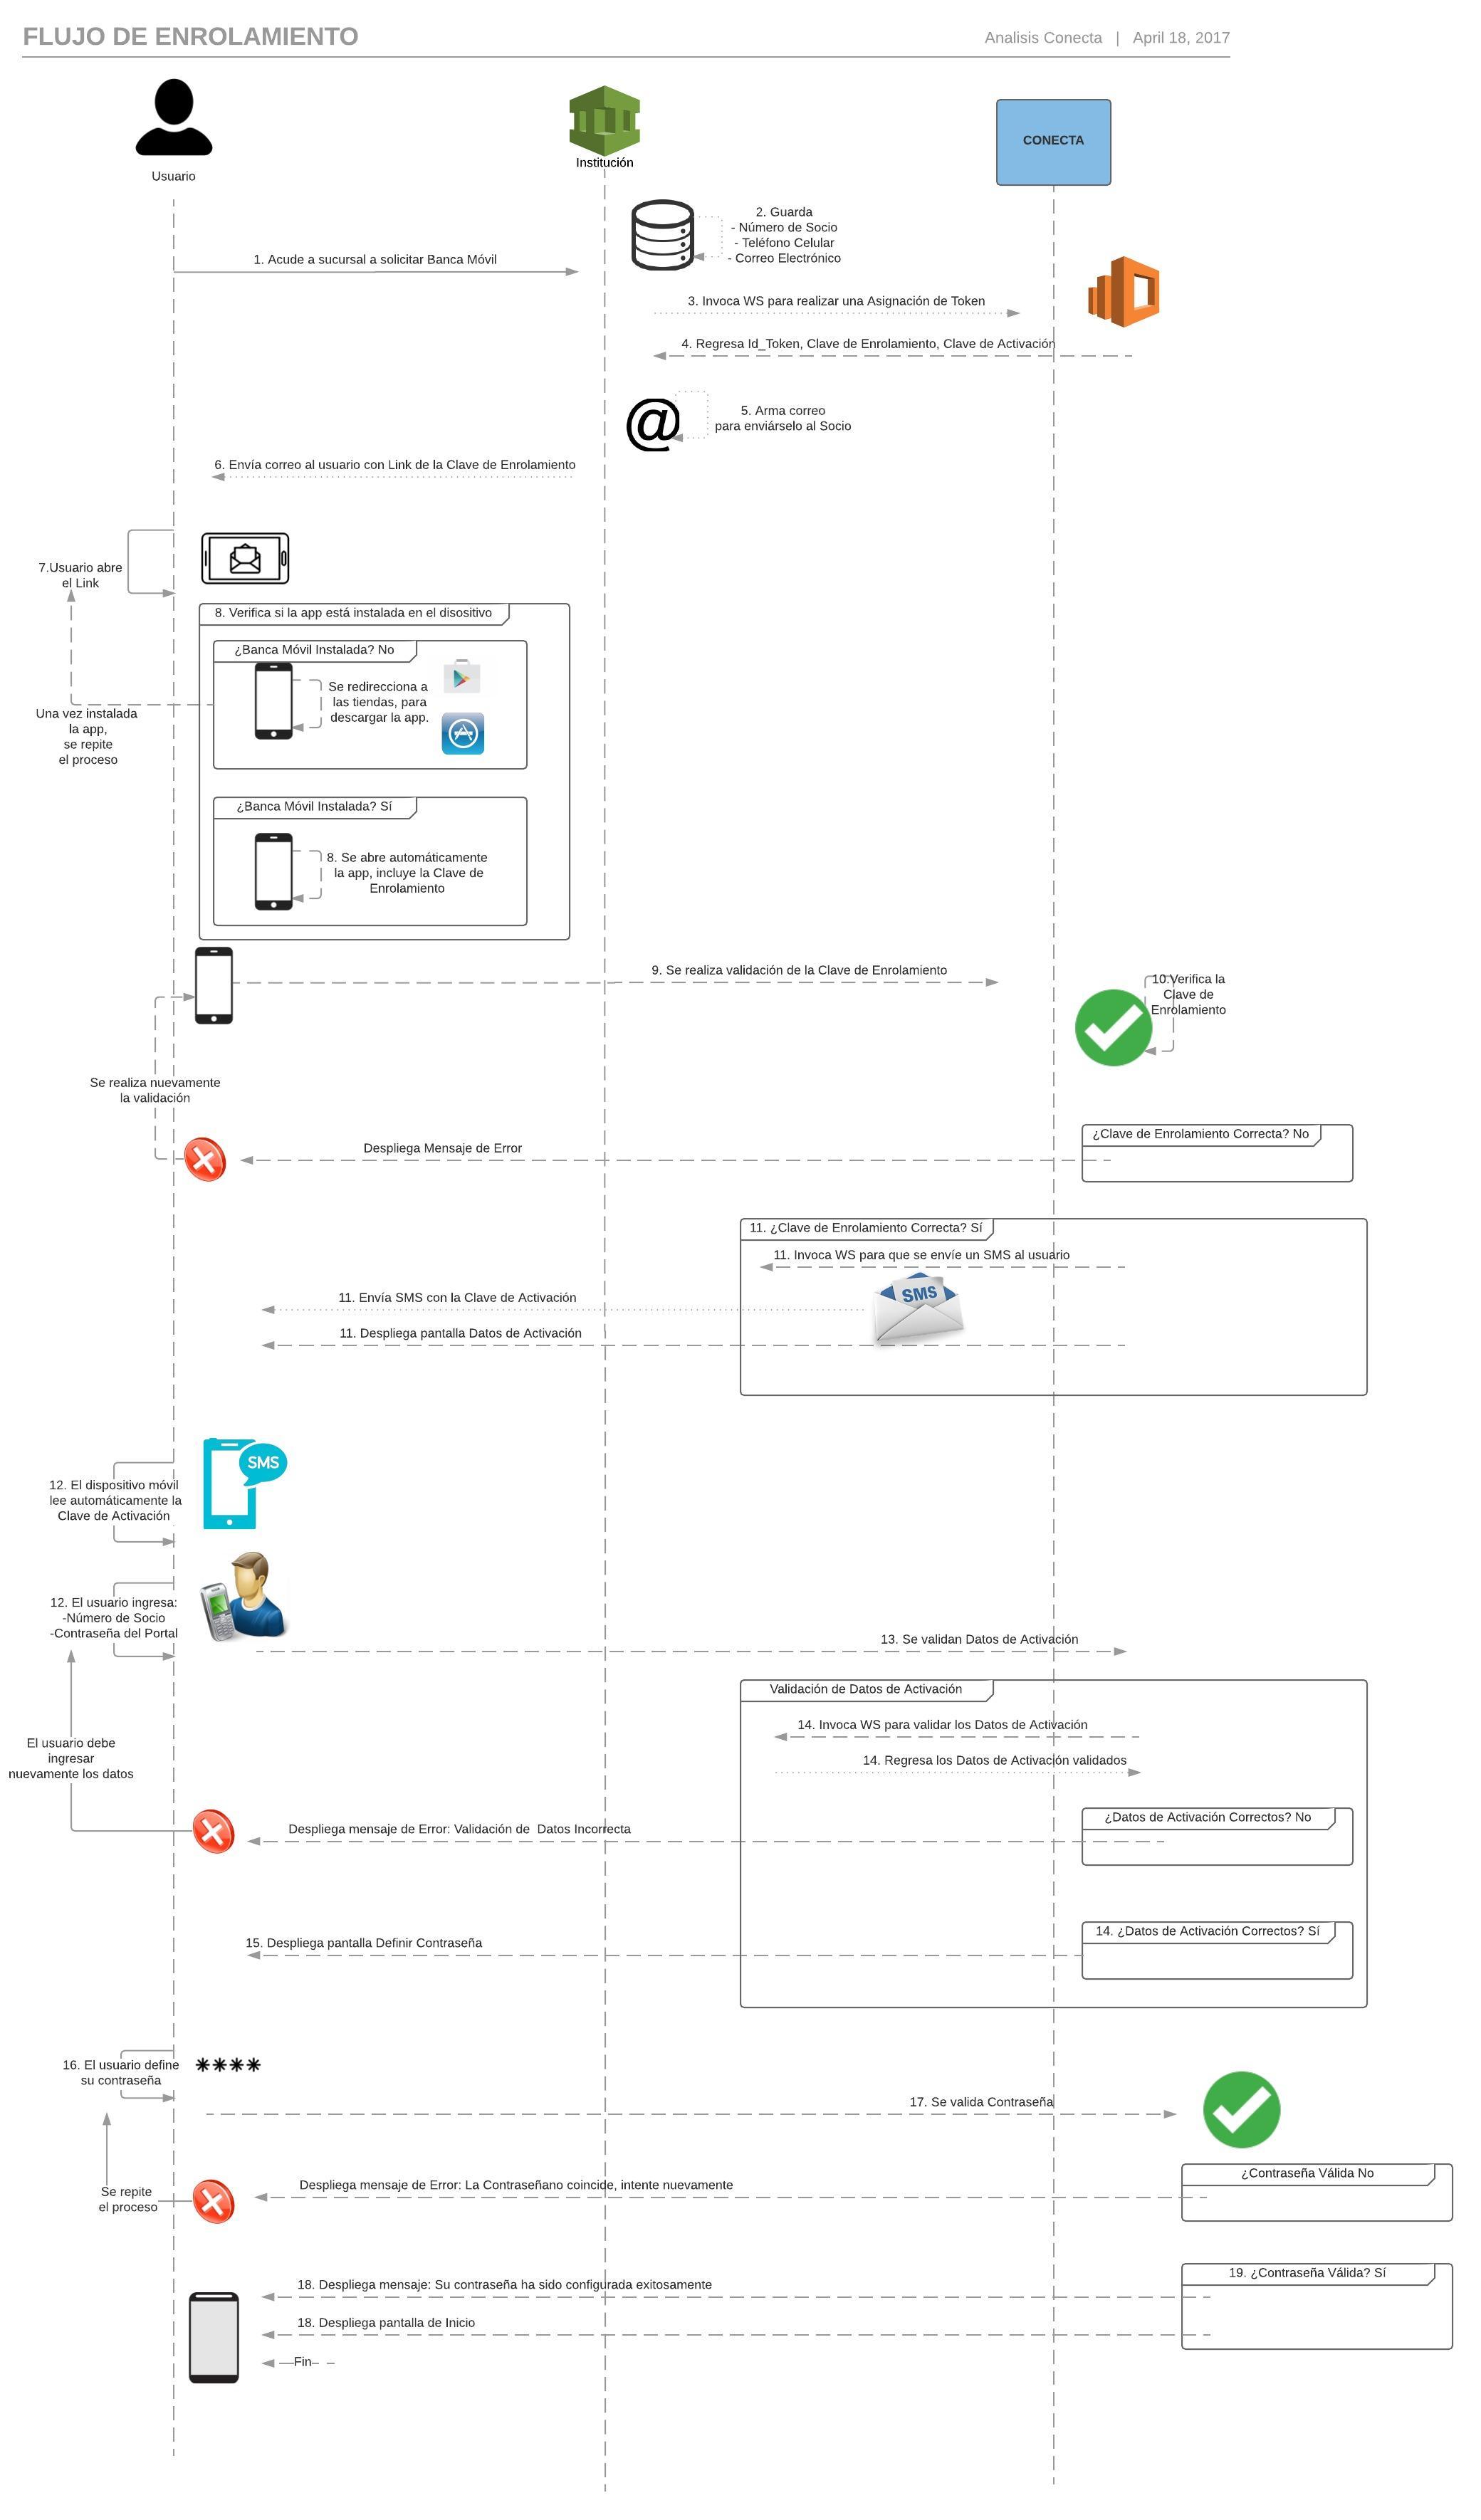 FLUJO DE ENROLAMIENTO
Analisis Conecta | April 18, 2017
Usuario
Institución
CONECTA
1. Acude a sucursal a solicitar Banca Móvil
2. Guarda
- Número de Socio
- Teléfono Celular
- Correo Electrónico
3. Invoca WS para realizar una Asignación de Token
4. Regresa Id_Token, Clave de Enrolamiento, Clave de Activación
@
5. Arma correo
para enviárselo al Socio
6. Envía correo al usuario con Link de la Clave de Enrolamiento
7.Usuario abre
el Link
8. Verifica si la app está instalada en el disositivo
¿Banca Móvil Instalada? No
Se redirecciona a
las tiendas, para
descargar la app.
Una vez instalada
la app,
se repite
el proceso
¿Banca Móvil Instalada? Sí
8. Se abre automáticamente
la app, incluye la Clave de
Enrolamiento
9. Se realiza validación de la Clave de Enrolamiento
10.Verifica la
Clave de
Enrolamiento
Se realiza nuevamente
la validación
¿Clave de Enrolamiento Correcta? No
Despliega Mensaje de Error
11. ¿Clave de Enrolamiento Correcta? Sí
11. Invoca WS para que se envíe un SMS al usuario
SMS
11. Envía SMS con la Clave de Activación
11. Despliega pantalla Datos de Activación
SMS
12. El dispositivo móvil
lee automáticamente la
Clave de Activación
12. El usuario ingresa:
-Número de Socio
-Contraseña del Portal
13. Se validan Datos de Activación
Validación de Datos de Activación
14. Invoca WS para validar los Datos de Activación
14. Regresa los Datos de Activación validados
El usuario debe
ingresar
nuevamente los datos
¿Datos de Activación Correctos? No
Despliega mensaje de Error: Validación de  Datos Incorrecta
14. ¿Datos de Activación Correctos? Sí
15. Despliega pantalla Definir Contraseña
16. El usuario define
su contraseña
****
17. Se valida Contraseña
¿Contraseña Válida No
Despliega mensaje de Error: La Contraseñano coincide, intente nuevamente
Se repite
el proceso
19. ¿Contraseña Válida? Sí
18. Despliega mensaje: Su contraseña ha sido configurada exitosamente
18. Despliega pantalla de Inicio
Fin